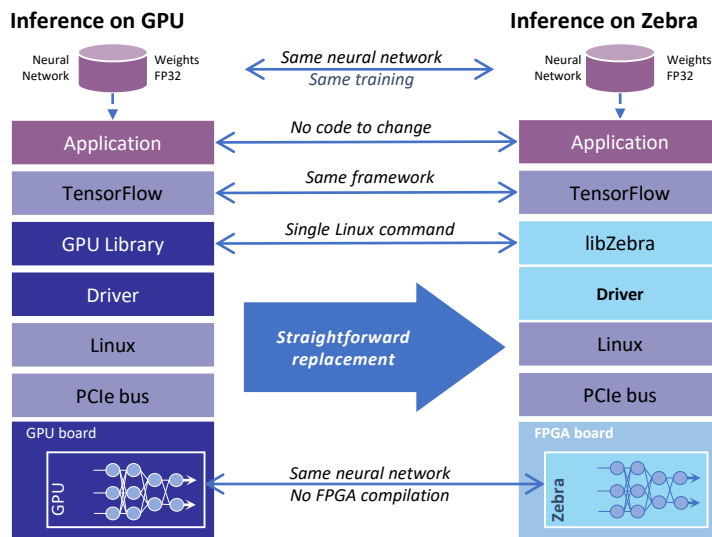 Inference on GPU
Inference on Zebra
Neural
Network
Weights
FP32
Same neural network
Same training
Neural
Network
Weights
FP32
Application
No code to change
Application
TensorFlow
Same framework
TensorFlow
GPU Library
Single Linux command
libZebra
Driver
Driver
Straightforward
replacement
Linux
Linux
PCIe bus
PCIe bus
GPU board
FPGA board
GPU
Same neural network
No FPGA compilation
Zebra